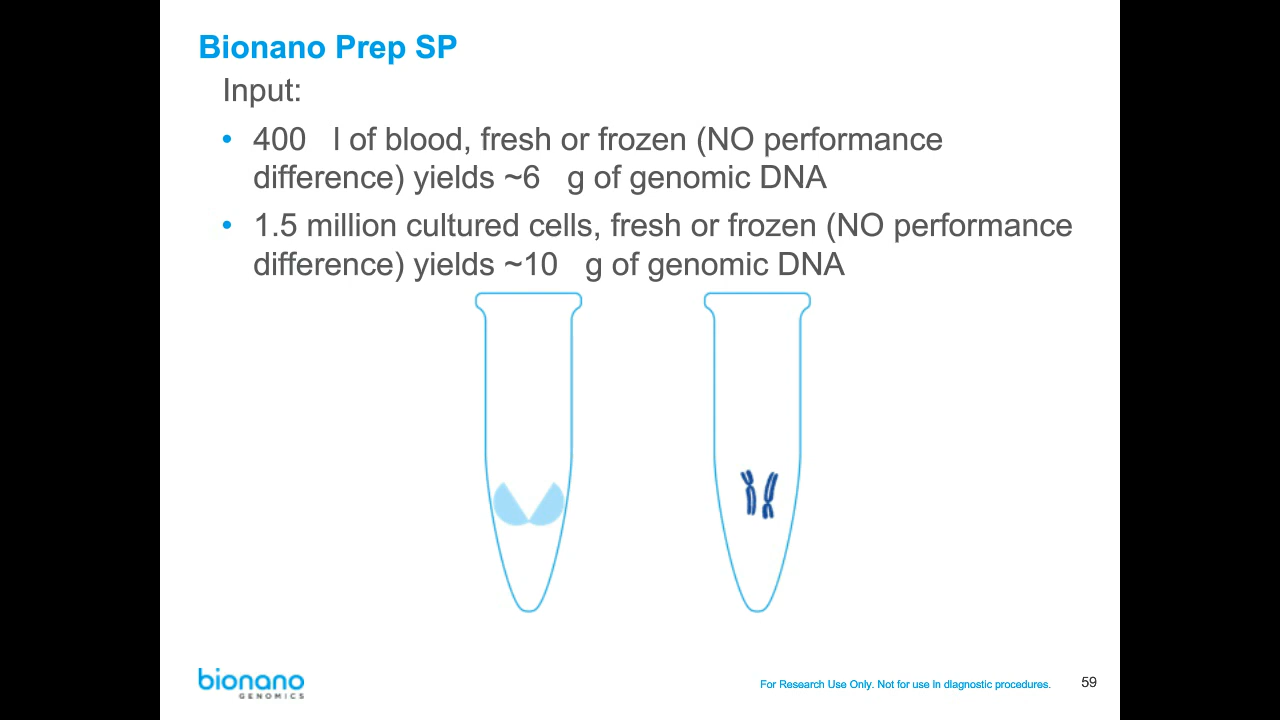 Bionano Prep SP
Input:
• 400 l of blood, fresh or frozen (NO performance
difference) yields ~6 g of genomic DNA
• 1.5 million cultured cells, fresh or frozen (NO performance
difference) yields ~10 g of genomic DNA
bionano
GENOMICS
For Research Use Only. Not for use in diagnostic procedures.
59